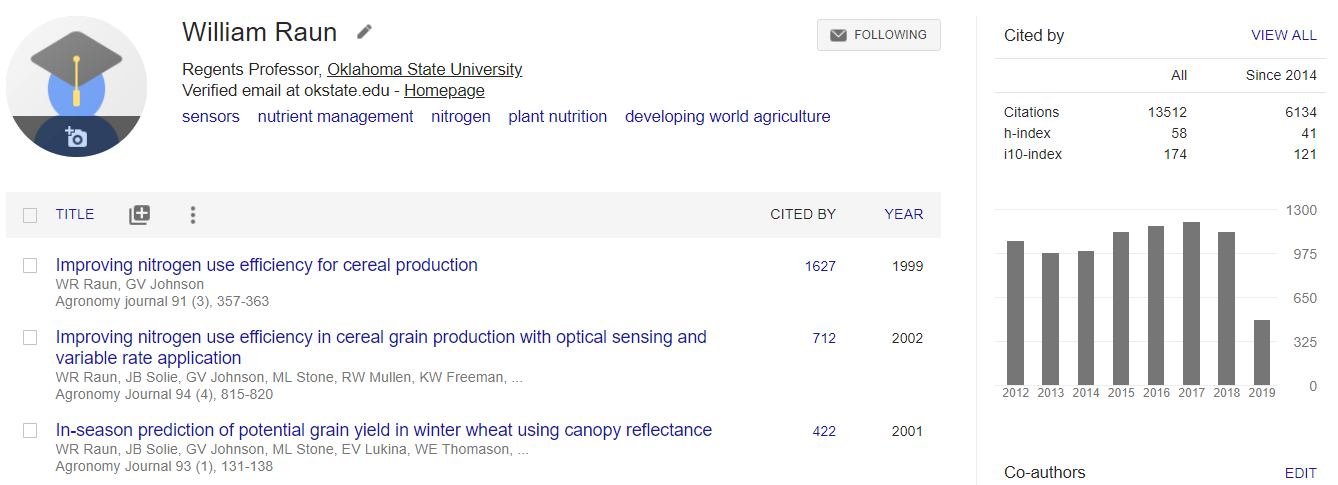 William Raun
FOLLOWING
Regents Professor, Oklahoma State University
Verified email at okstate.edu - Homepage
sensors nutrient management nitrogen plant nutrition developing world agriculture
TITLE CITED BY YEAR
Improving nitrogen use efficiency for cereal production 1627 1999
WR Raun, GV Johnson
Agronomy journal 91 (3), 357-363
Improving nitrogen use efficiency in cereal grain production with optical sensing and 712 2002
variable rate application
WR Raun, JB Solie, GV Johnson, ML Stone, RW Mullen, KW Freeman, ...
Agronomy Journal 94 (4), 815-820
In-season prediction of potential grain yield in winter wheat using canopy reflectance 422 2001
WR Raun, JB Solie, GV Johnson, ML Stone, EV Lukina, WE Thomason, ...
Agronomy Journal 93 (1), 131-138
Cited by VIEW ALL
All Since 2014
Citations 13512 6134
h-index 58 41
i10-index 174 121
1300
975
650
325
0
2012 2013 2014 2015 2016 2017 2018 2019
Co-authors EDIT